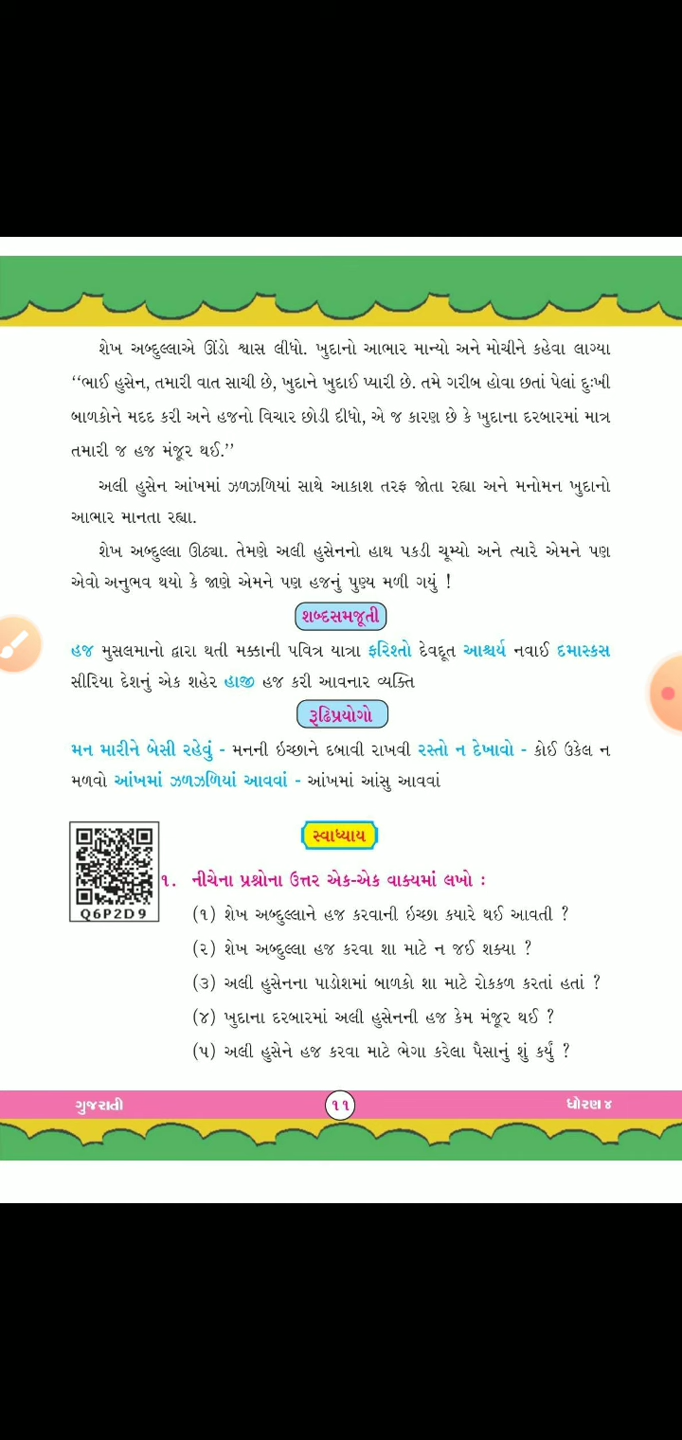 શેખ અબ્દુલ્લાએ ઊંડો શ્વાસ લીધો. ખુદાનો આભાર માન્યો અને મોચીને કહેવા લાગ્યા
‘‘ભાઈ હુસેન, તમારી વાત સાચી છે, ખુદાને ખુદાઈ પ્યારી છે. તમે ગરીબ હોવા છતાં પેલાં દુઃખી
બાળકોને મદદ કરી અને હજનો વિચાર છોડી દીધો, એ જ કારણ છે કે ખુદાના દરબારમાં માત્ર
તમારી જ હજ મંજૂર થઈ.’’
અલી હુસેન આંખમાં ઝળઝળિયાં સાથે આકાશ તરફ જોતા રહ્યા અને મનોમન ખુદાનો
આભાર માનતા રહ્યા.
શેખ અબ્દુલ્લા ઊઠ્યા. તેમણે અલી હુસેનનો હાથ પકડી ચૂમ્યો અને ત્યારે એમને પણ
એવો અનુભવ થયો કે જાણે એમને પણ હજનું પુણ્ય મળી ગયું !
શબ્દસમજૂતી
હજ મુસલમાનો દ્વારા થતી મક્કાની પવિત્ર યાત્રા ફરિશ્તો દેવદૂત આશ્ચર્ય નવાઈ દમાસ્કસ
સીરિયા દેશનું એક શહેર હાજી હજ કરી આવનાર વ્યક્તિ
રૂઢિપ્રયોગો
મન મારીને બેસી રહેવું - મનની ઇચ્છાને દબાવી રાખવી રસ્તો ન દેખાવો - કોઈ ઉકેલ ન
મળવો આંખમાં ઝળઝળિયાં આવવાં - આંખમાં આંસુ આવવાં
સ્વાધ્યાય
Q6P2D9
૧. નીચેના પ્રશ્નોના ઉત્તર એક-એક વાક્યમાં લખો :
(૧) શેખ અબ્દુલ્લાને હજ કરવાની ઇચ્છા કયારે થઈ આવતી ?
(૨) શેખ અબ્દુલ્લા હજ કરવા શા માટે ન જઈ શક્યા ?
(૩) અલી હુસેનના પાડોશમાં બાળકો શા માટે રોકકળ કરતાં હતાં ?
(૪) ખુદાના દરબારમાં અલી હુસેનની હજ કેમ મંજૂર થઈ ?
(૫) અલી હુસેને હજ કરવા માટે ભેગા કરેલા પૈસાનું શું કર્યું ?
ગુજરાતી ૧૧ ધોરણ ૪